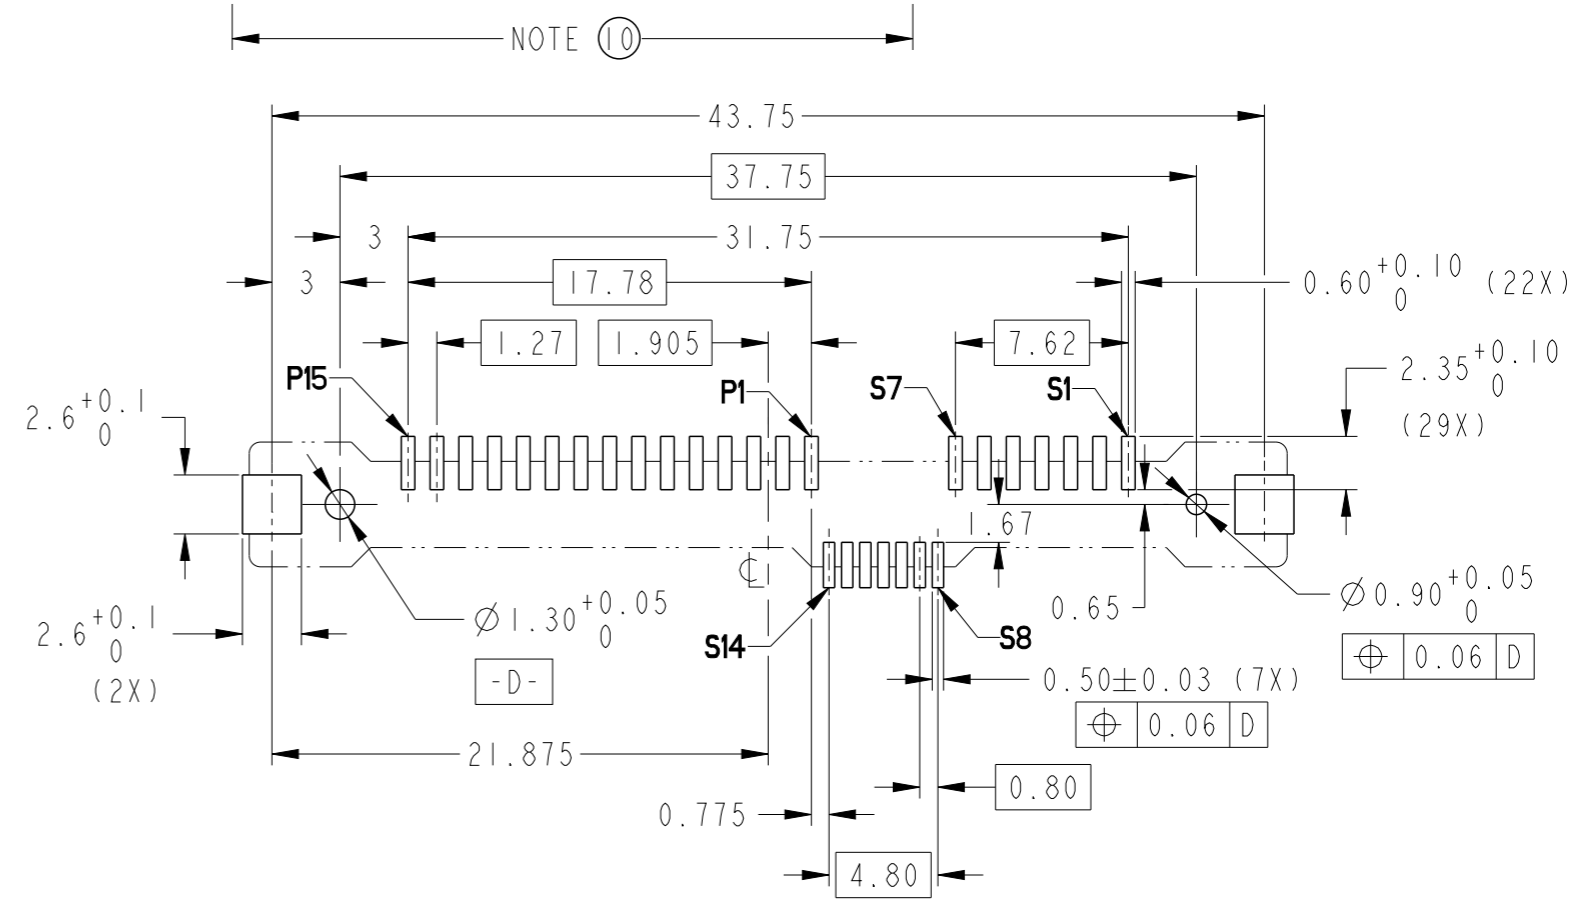 NOTE 10
43.75
37.75
3 31.75
3 17.78 0.60 +0.10 0 (22X)
1.27 1.905 7.62 2.35 +0.10 0 (29X)
P15 P1 S7 S1
2.6 +0.1 0
1.67
℄
0.65
Ø1.30 +0.05 0
-D-
Ø0.90 +0.05 0
⌖ 0.06 D
2.6 +0.1 0 (2X)
S14 S8
0.50±0.03 (7X)
⌖ 0.06 D
21.875
0.80
0.775
4.80